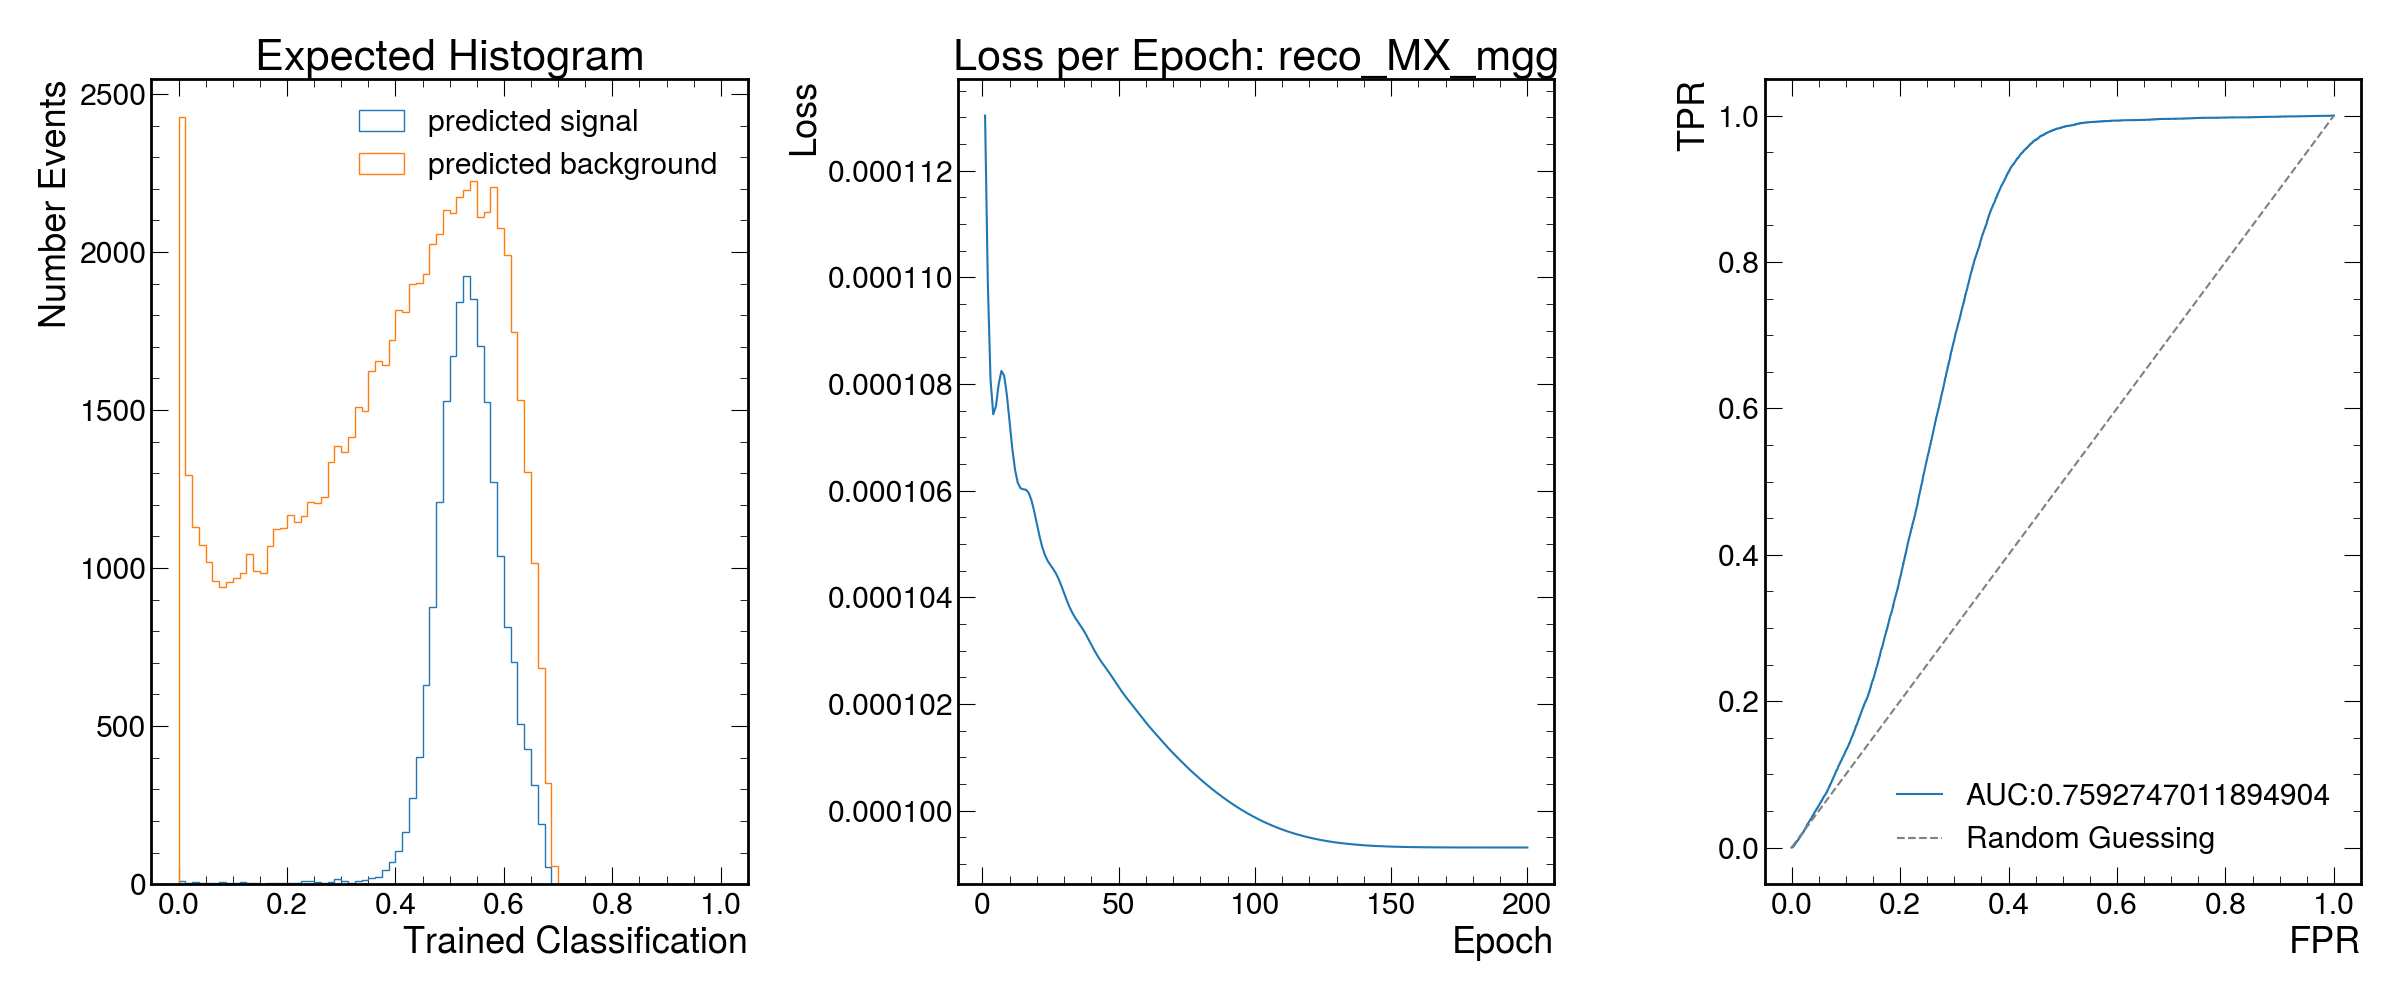 Expected Histogram
Number Events
2500
2000
1500
1000
500
0
predicted signal
predicted background
0.0 0.2 0.4 0.6 0.8 1.0
Trained Classification
Loss per Epoch: reco_MX_mgg
Loss
0.000112
0.000110
0.000108
0.000106
0.000104
0.000102
0.000100
0 50 100 150 200
Epoch
TPR
1.0
0.8
0.6
0.4
0.2
0.0
AUC:0.7592747011894904
Random Guessing
0.0 0.2 0.4 0.6 0.8 1.0
FPR